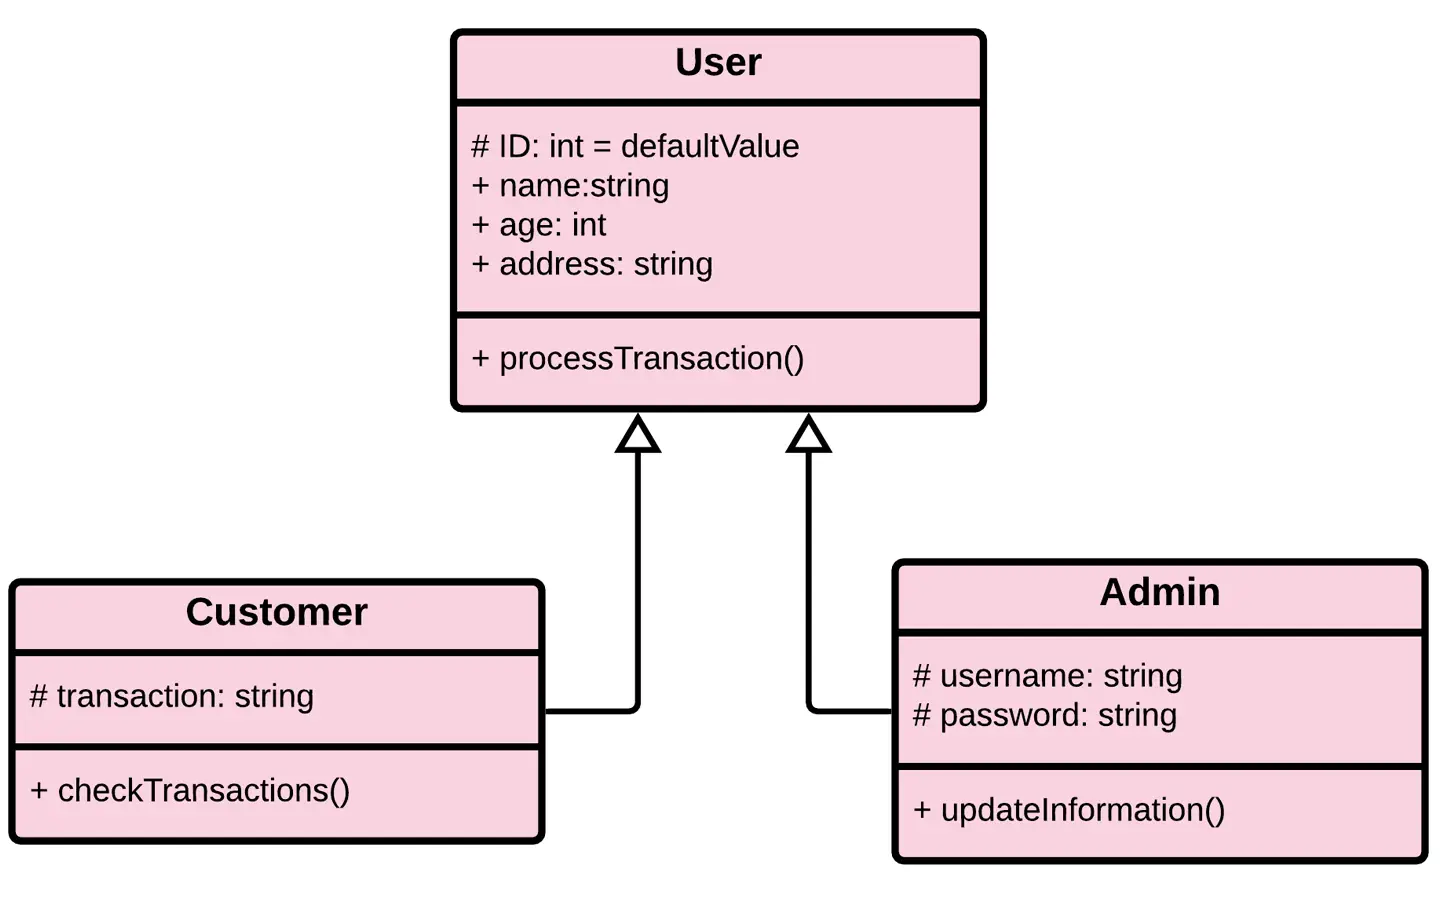 User
# ID: int = defaultValue
+ name:string
+ age: int
+ address: string
+ processTransaction()
Customer
# transaction: string
+ checkTransactions()
Admin
# username: string
# password: string
+ updateInformation()